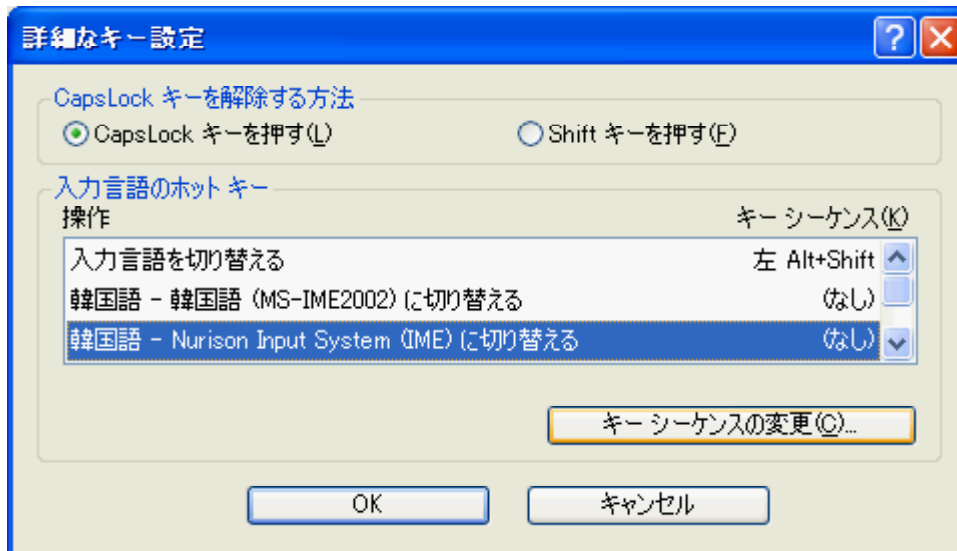 詳細なキー設定
CapsLock キーを解除する方法
CapsLock キーを押す(L)
Shift キーを押す(F)
入力言語のホット キー
操作 キー シーケンス(K)
入力言語を切り替える 左 Alt+Shift
韓国語 - 韓国語 (MS-IME2002) に切り替える (なし)
韓国語 - Nurison Input System (IME) に切り替える (なし)
キー シーケンスの変更(C)...
OK キャンセル